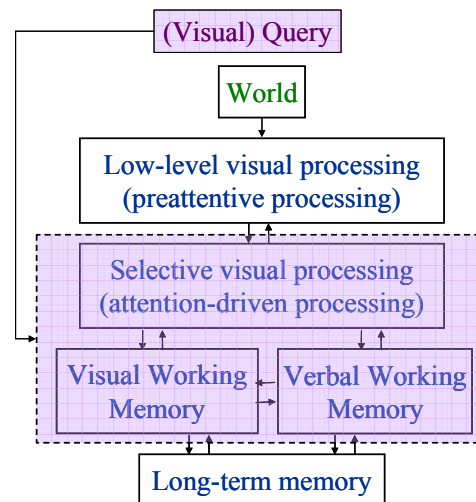 (Visual) Query
World
Low-level visual processing
(preattentive processing)
Selective visual processing
(attention-driven processing)
Visual Working
Memory
Verbal Working
Memory
Long-term memory